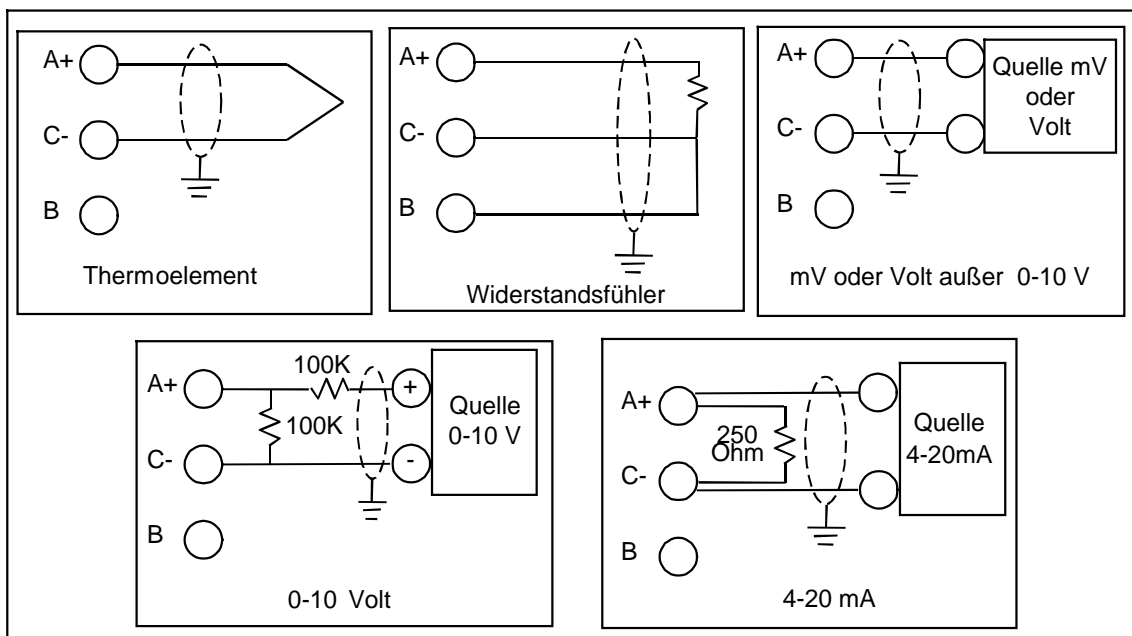 A+
C-
B
Thermoelement
A+
C-
B
Widerstandsfühler
A+
C-
B
Quelle mV
oder
Volt
mV oder Volt außer 0-10 V
A+
C-
B
100K
100K
+
-
Quelle
0-10 V
0-10 Volt
A+
C-
B
250
Ohm
Quelle
4-20mA
4-20 mA